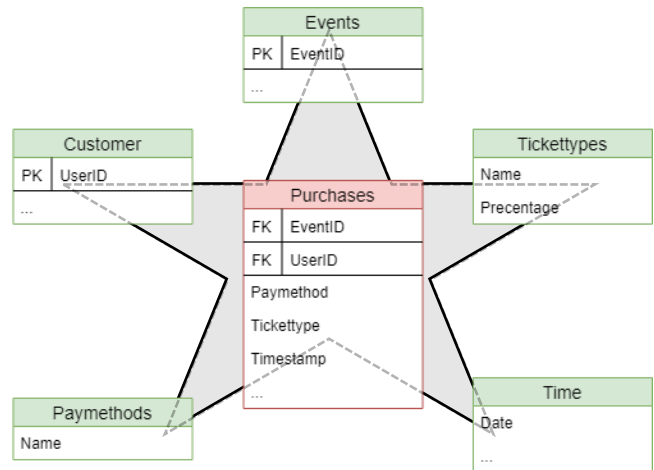 Events
PK EventID
...
Customer
PK UserID
...
Tickettypes
Name
Precentage
Purchases
FK EventID
FK UserID
Paymethod
Tickettype
Timestamp
...
Paymethods
Name
Time
Date
...